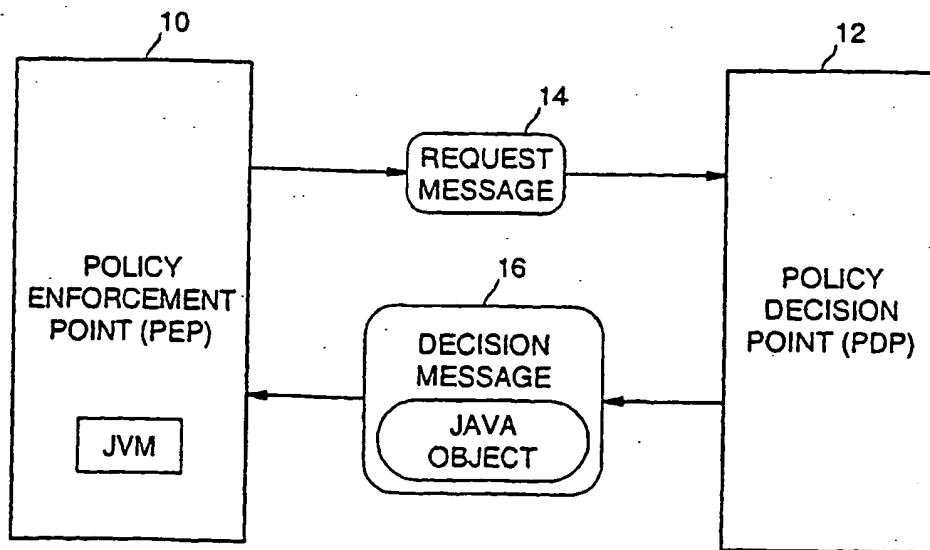 10
12
14
REQUEST
MESSAGE
POLICY
ENFORCEMENT
POINT (PEP)
16
DECISION
MESSAGE
JAVA
OBJECT
POLICY
DECISION
POINT (PDP)
JVM